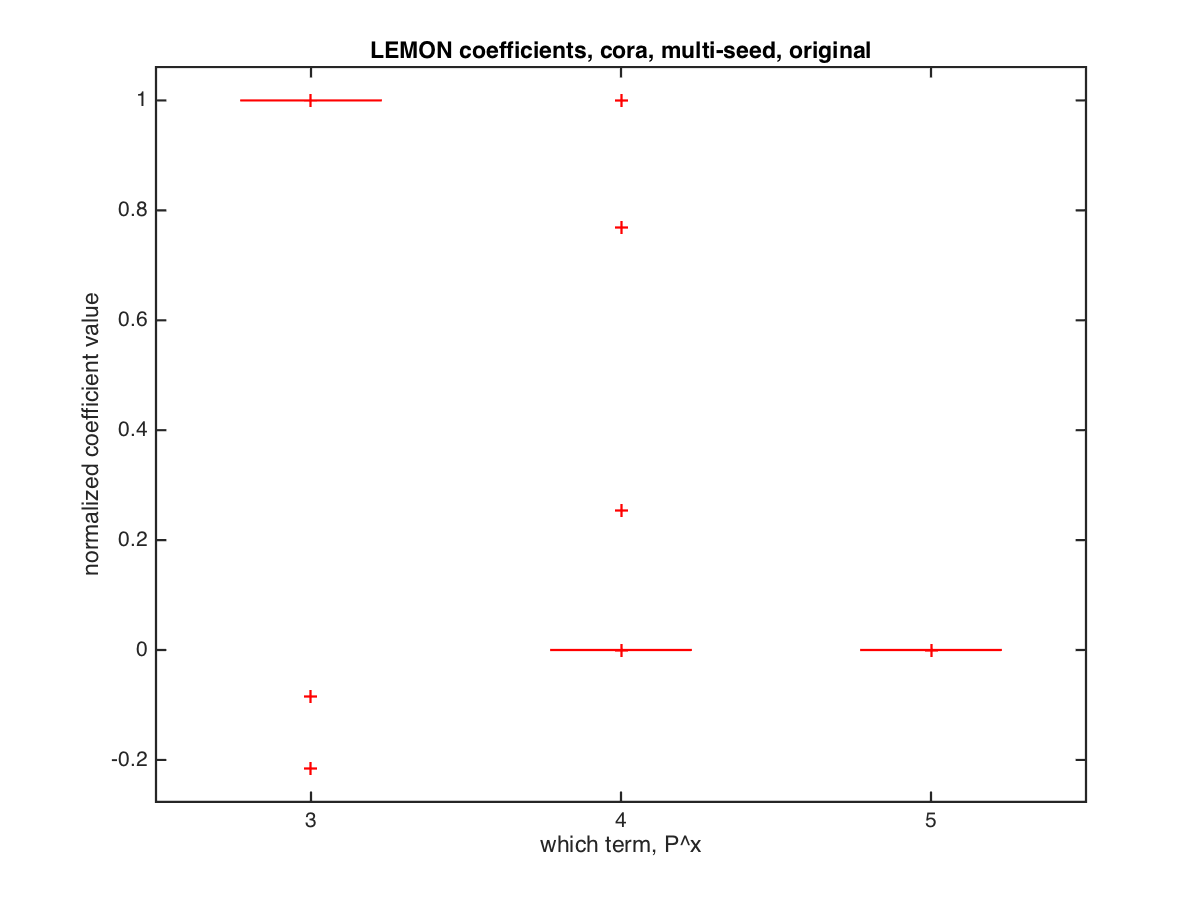 LEMON coefficients, cora, multi-seed, original
1
0.8
0.6
0.4
0.2
0
-0.2
normalized coefficient value
3 4 5
which term, P^x